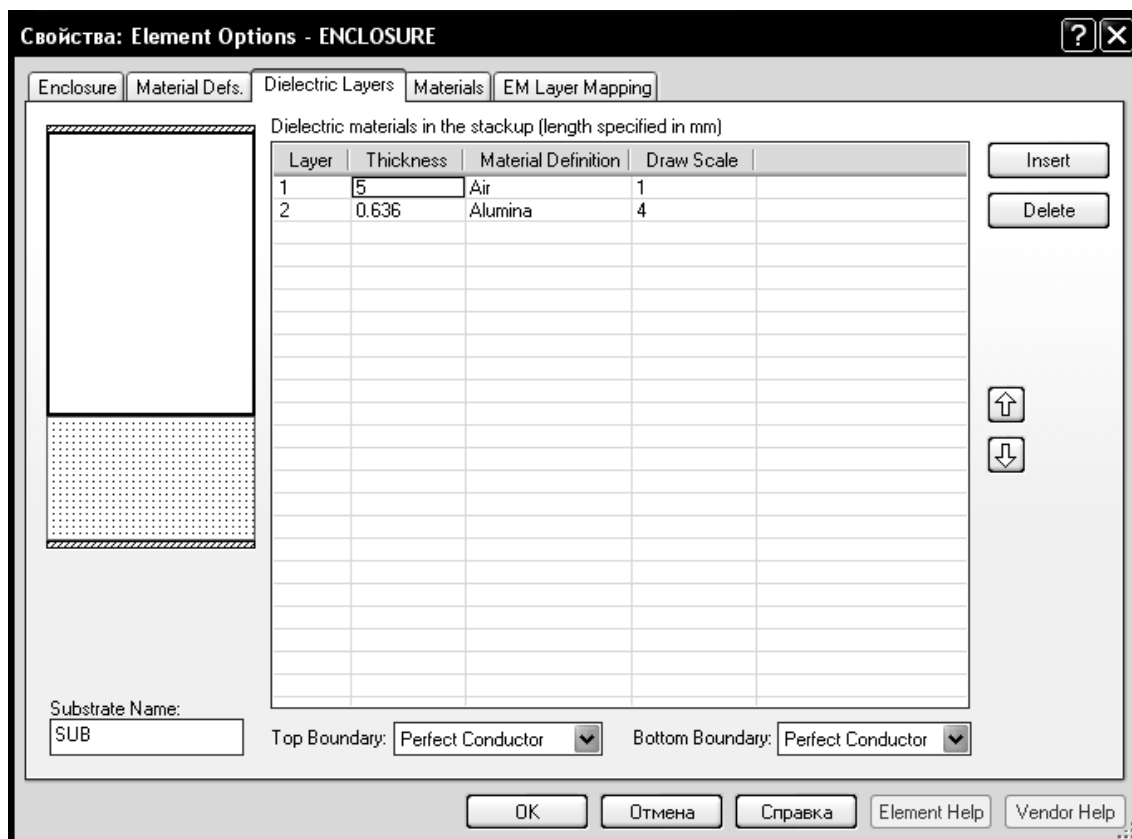 Свойства: Element Options - ENCLOSURE
Enclosure Material Defs. Dielectric Layers Materials EM Layer Mapping
Dielectric materials in the stackup (length specified in mm)
Layer Thickness Material Definition Draw Scale
1 5 Air 1
2 0.636 Alumina 4
Insert
Delete
Substrate Name:
SUB
Top Boundary: Perfect Conductor Bottom Boundary: Perfect Conductor
OK Отмена Справка Element Help Vendor Help